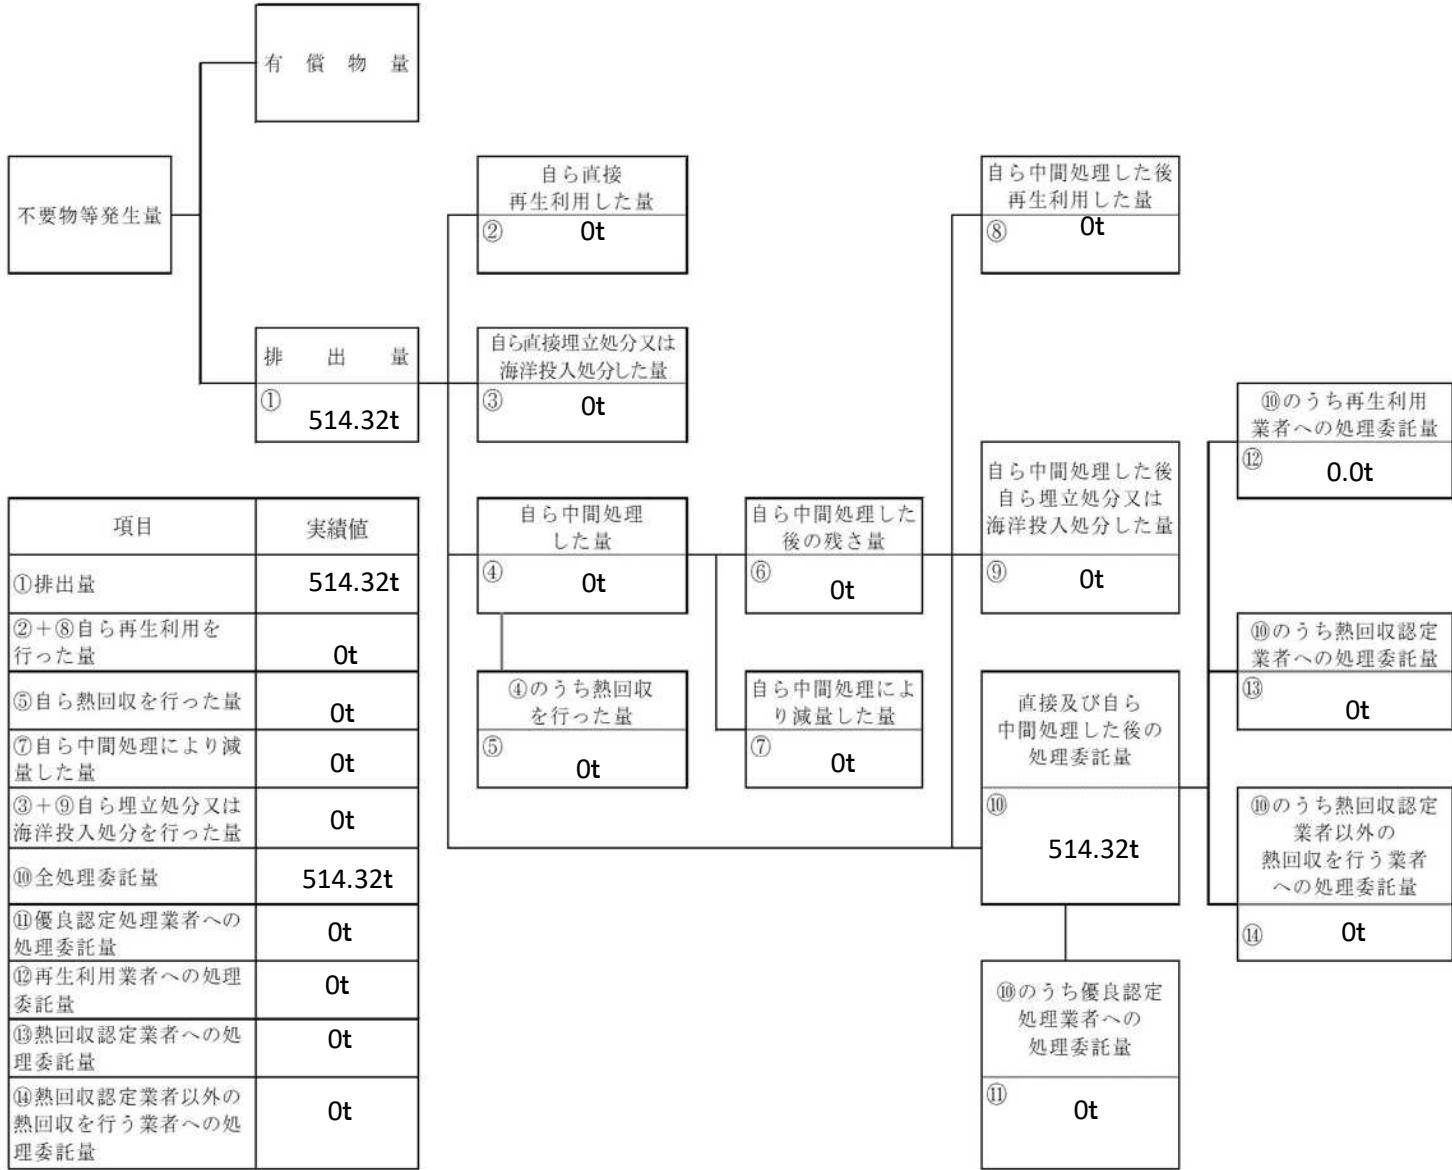 有償物量
不要物等発生量
自ら直接
再生利用した量
②
0t
自ら中間処理した後
再生利用した量
⑧
0t
排出量
①
514.32t
自ら直接埋立処分又は
海洋投入処分した量
③
0t
⑩のうち再生利用
業者への処理委託量
⑫
0.0t
自ら中間処理
した量
④
0t
自ら中間処理した
後の残さ量
⑥
0t
自ら中間処理した後
自ら埋立処分又は
海洋投入処分した量
⑨
0t
⑩のうち熱回収認定
業者への処理委託量
⑬
0t
④のうち熱回収
を行った量
⑤
0t
自ら中間処理によ
り減量した量
⑦
0t
直接及び自ら
中間処理した後の
処理委託量
⑩
514.32t
⑩のうち熱回収認定
業者以外の
熱回収を行う業者
への処理委託量
⑭
0t
⑩のうち優良認定
処理業者への
処理委託量
⑪
0t
項目 実績値
①排出量 514.32t
②+⑧自ら再生利用を
行った量 0t
⑤自ら熱回収を行った量 0t
⑦自ら中間処理により減
量した量 0t
③+⑨自ら埋立処分又は
海洋投入処分を行った量 0t
⑩全処理委託量 514.32t
⑪優良認定処理業者への
処理委託量 0t
⑫再生利用業者への処理
委託量 0t
⑬熱回収認定業者への処
理委託量 0t
⑭熱回収認定業者以外の
熱回収を行う業者への処
理委託量 0t